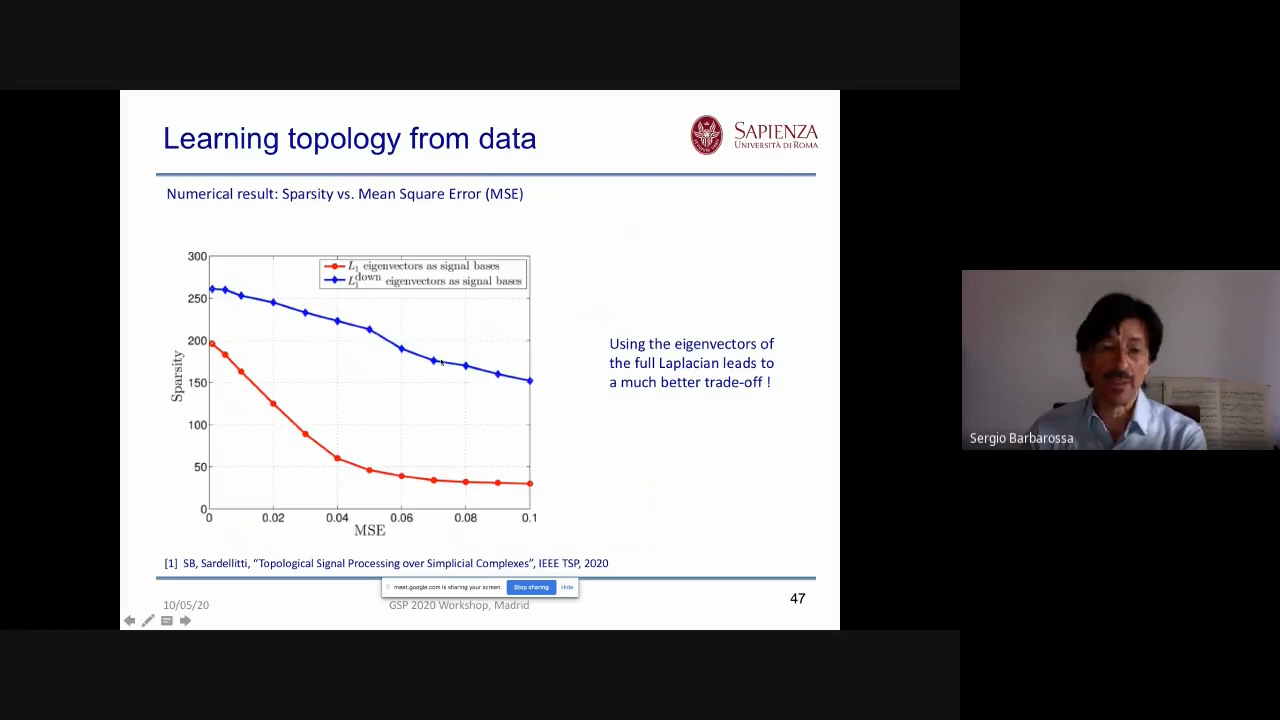 Learning topology from data
SAPIENZA
UNIVERSITÀ DI ROMA
Numerical result: Sparsity vs. Mean Square Error (MSE)
300
250
200
150
100
50
0
Sparsity
L1 eigenvectors as signal bases
L1^down eigenvectors as signal bases
0 0.02 0.04 0.06 0.08 0.1
MSE
Using the eigenvectors of
the full Laplacian leads to
a much better trade-off !
[1] SB, Sardellitti, “Topological Signal Processing over Simplicial Complexes”, IEEE TSP, 2020
meet.google.com is sharing your screen. Stop sharing Hide
10/05/20 GSP 2020 Workshop, Madrid 47
Sergio Barbarossa